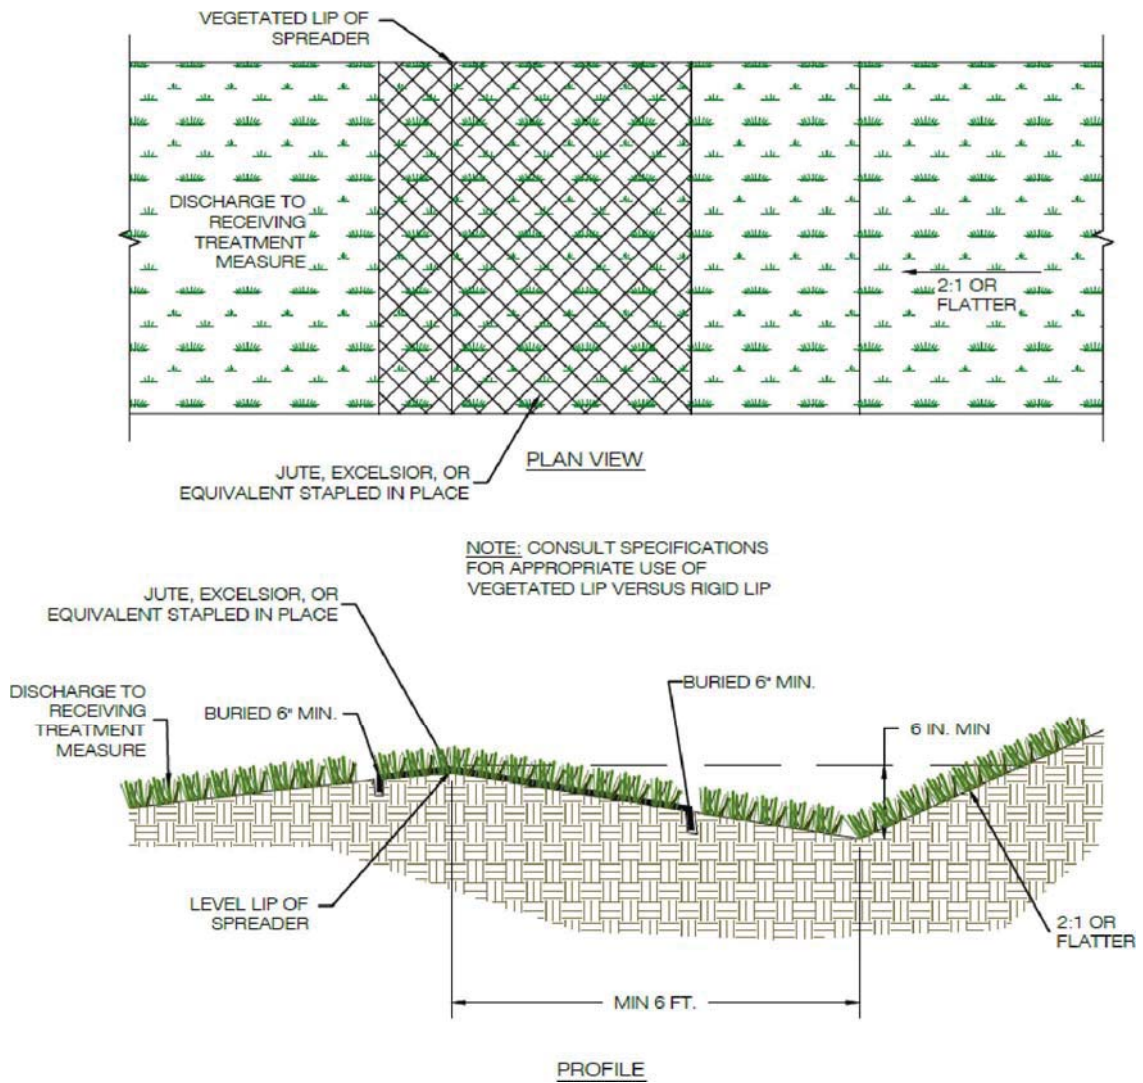 VEGETATED LIP OF
SPREADER
DISCHARGE TO
RECEIVING
TREATMENT
MEASURE
2:1 OR
FLATTER
JUTE, EXCELSIOR, OR
EQUIVALENT STAPLED IN PLACE
PLAN VIEW
NOTE: CONSULT SPECIFICATIONS
FOR APPROPRIATE USE OF
VEGETATED LIP VERSUS RIGID LIP
JUTE, EXCELSIOR, OR
EQUIVALENT STAPLED IN PLACE
DISCHARGE TO
RECEIVING
TREATMENT
MEASURE
BURIED 6" MIN.
BURIED 6" MIN.
6 IN. MIN
LEVEL LIP OF
SPREADER
2:1 OR
FLATTER
MIN 6 FT.
PROFILE